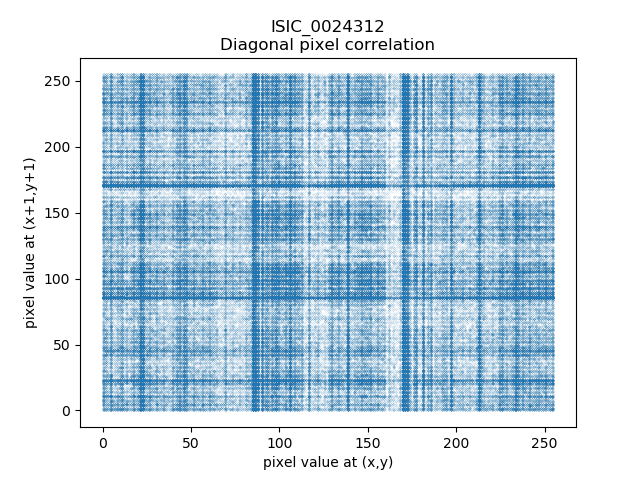 ISIC_0024312
Diagonal pixel correlation
250
200
150
100
50
0
pixel value at (x+1,y+1)
0 50 100 150 200 250
pixel value at (x,y)